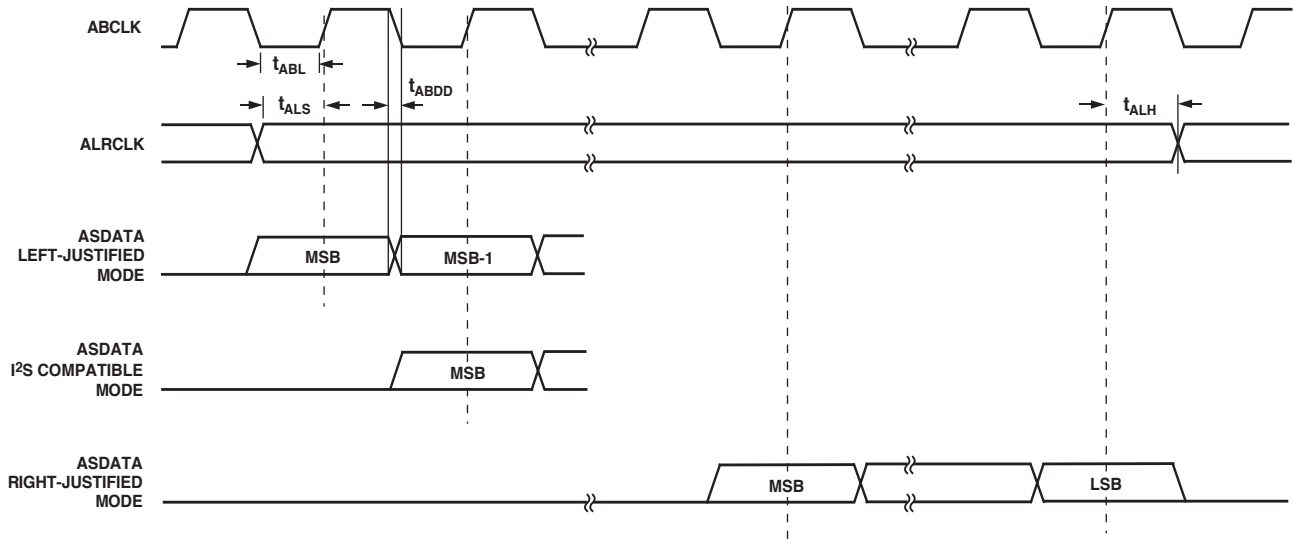 ABCLK
tABL
tABDD
tALS
tALH
ALRCLK
ASDATA
LEFT-JUSTIFIED
MODE
MSB
MSB-1
ASDATA
I²S COMPATIBLE
MODE
MSB
ASDATA
RIGHT-JUSTIFIED
MODE
MSB
LSB